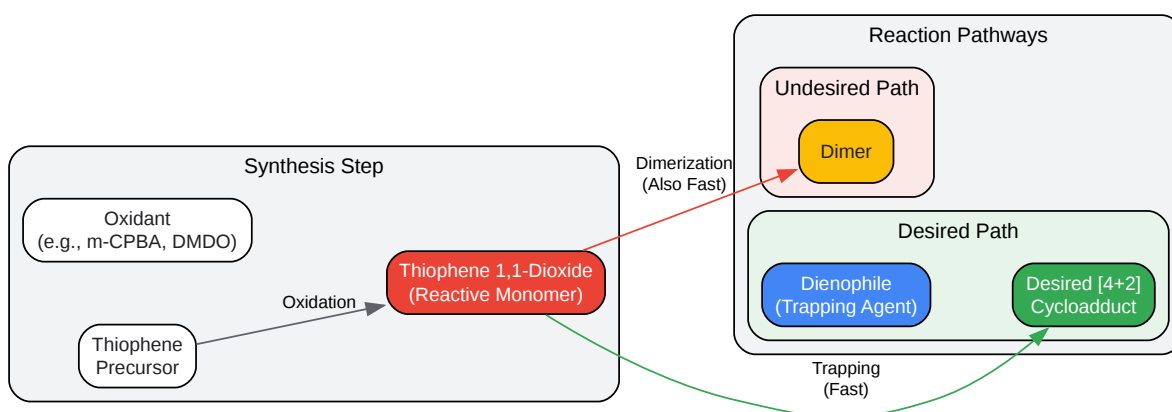 Synthesis Step
Oxidant
(e.g., m-CPBA, DMDO)
Thiophene
Precursor
Oxidation
Thiophene 1,1-Dioxide
(Reactive Monomer)
Dimerization
(Also Fast)
Reaction Pathways
Undesired Path
Dimer
Desired Path
Dienophile
(Trapping Agent)
Desired [4+2]
Cycloadduct
Trapping
(Fast)